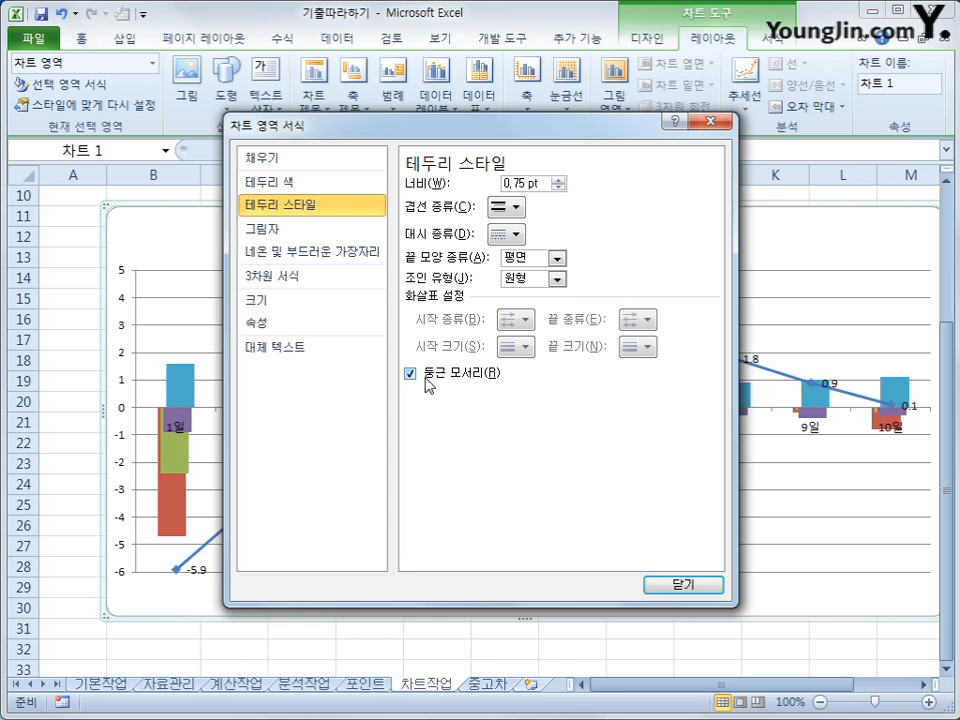 기출따라하기 - Microsoft Excel
차트 도구
Younglin.com Y.
파일 홈 삽입 페이지 레이아웃 수식 데이터 검토 보기 개발 도구 추가 기능 디자인 레이아웃 서식
차트 영역
선택 영역 서식
스타일에 맞게 다시 설정
현재 선택 영역
그림 도형 텍스트 상자
차트 제목 축 제목 범례 데이터 레이블 데이터 표
축 눈금선
그림 영역 차트 옆면 차트 밑면 3차원 회전
추세선 선 양선/음선 오차 막대
분석
차트 이름:
차트 1
속성
차트 1
A B K L M
차트 영역 서식
채우기
테두리 색
테두리 스타일
그림자
네온 및 부드러운 가장자리
3차원 서식
크기
속성
대체 텍스트
테두리 스타일
너비(W): 0.75 pt
겹선 종류(C):
대시 종류(D):
끝 모양 종류(A): 평면
조인 유형(J): 원형
화살표 설정
시작 종류(B): 끝 종류(E):
시작 크기(S): 끝 크기(N):
둥근 모서리(R)
닫기
10
11
12
13
14
15
16
17
18
19
20
21
22
23
24
25
26
27
28
29
30
31
32
33
5
4
3
2
1
0
-1
-2
-3
-4
-5
-6
1일
-5.9
1.8
0.9
0.1
9일
10일
기본작업 자료관리 계산작업 분석작업 포인트 차트작업 중고차
준비
100%